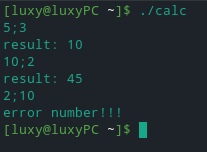 [luxy@luxyPC ~]$ ./calc
5;3
result: 10
10;2
result: 45
2;10
error number!!!
[luxy@luxyPC ~]$